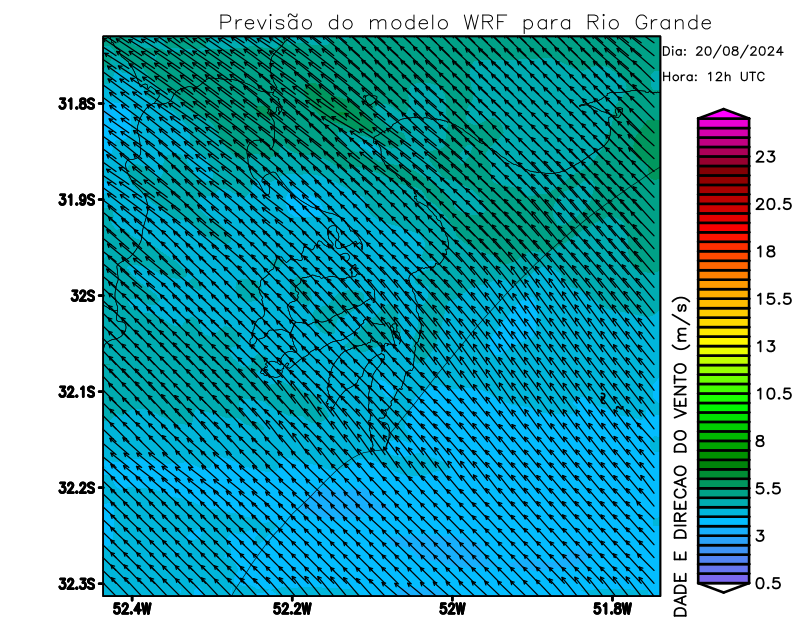 Previsão do modelo WRF para Rio Grande
Dia: 20/08/2024
Hora: 12h UTC
31.8S
31.9S
32S
32.1S
32.2S
32.3S
52.4W
52.2W
52W
51.8W
DADE E DIRECAO DO VENTO (m/s)
23
20.5
18
15.5
13
10.5
8
5.5
3
0.5